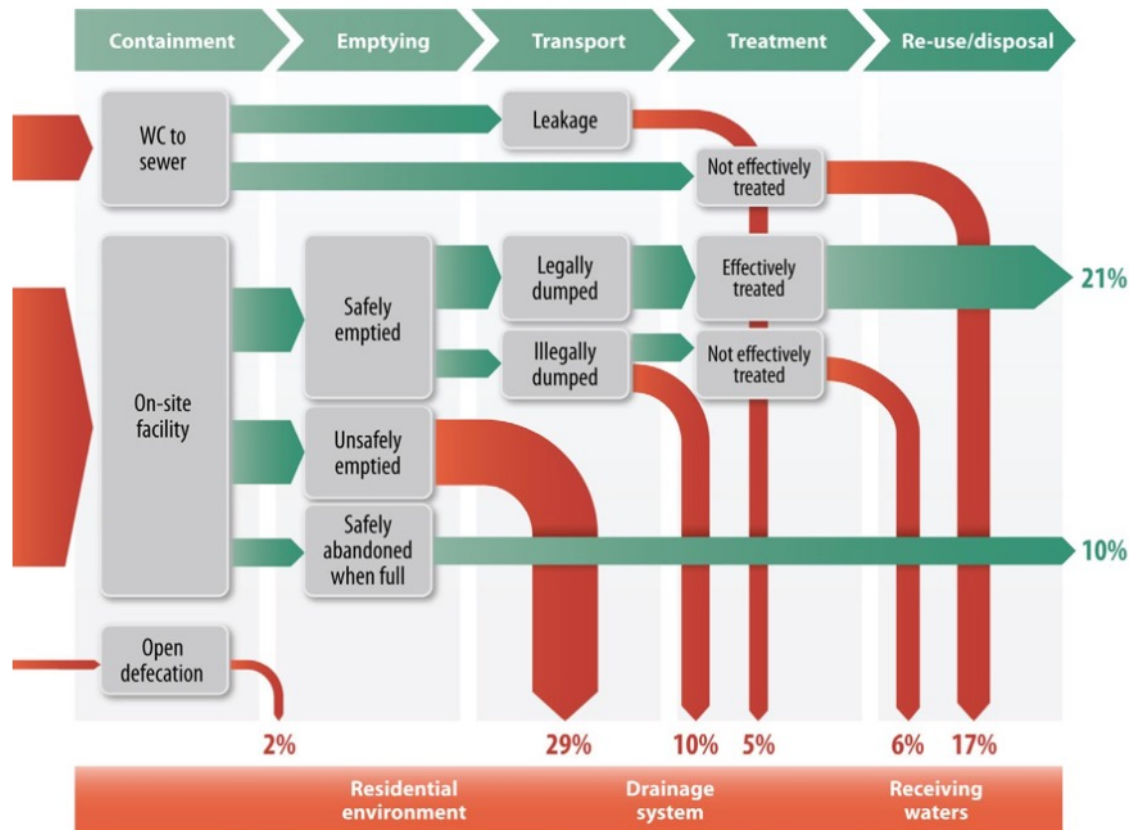 Containment
Emptying
Transport
Treatment
Re-use/disposal
WC to
sewer
Leakage
Not effectively
treated
On-site
facility
Safely
emptied
Legally
dumped
Effectively
treated
21%
Illegally
dumped
Not effectively
treated
Unsafely
emptied
Safely
abandoned
when full
10%
Open
defecation
2%
29%
10%
5%
6%
17%
Residential
environment
Drainage
system
Receiving
waters